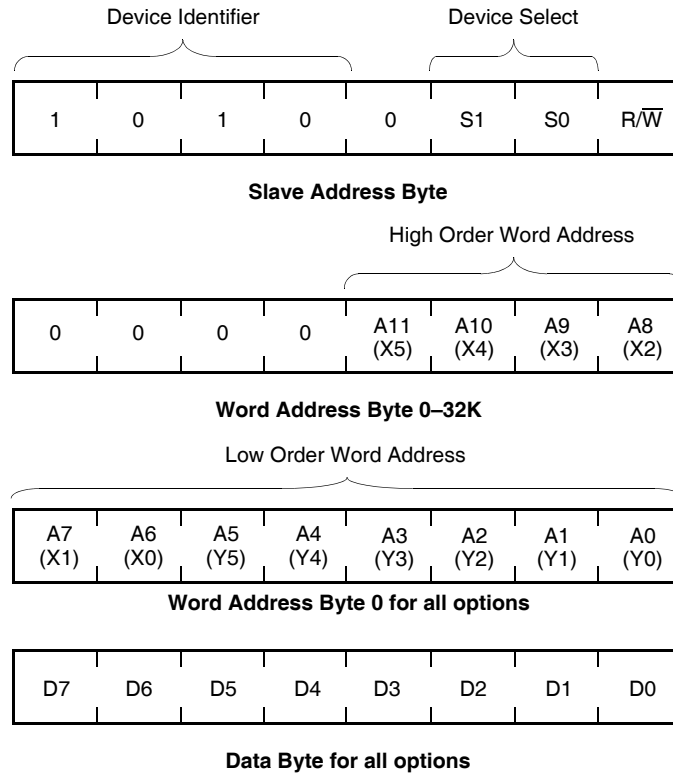 Device Identifier Device Select
1 0 1 0 0 S1 S0 R/W̅
Slave Address Byte
High Order Word Address
0 0 0 0 A11 A10 A9 A8
(X5) (X4) (X3) (X2)
Word Address Byte 0–32K
Low Order Word Address
A7 A6 A5 A4 A3 A2 A1 A0
(X1) (X0) (Y5) (Y4) (Y3) (Y2) (Y1) (Y0)
Word Address Byte 0 for all options
D7 D6 D5 D4 D3 D2 D1 D0
Data Byte for all options